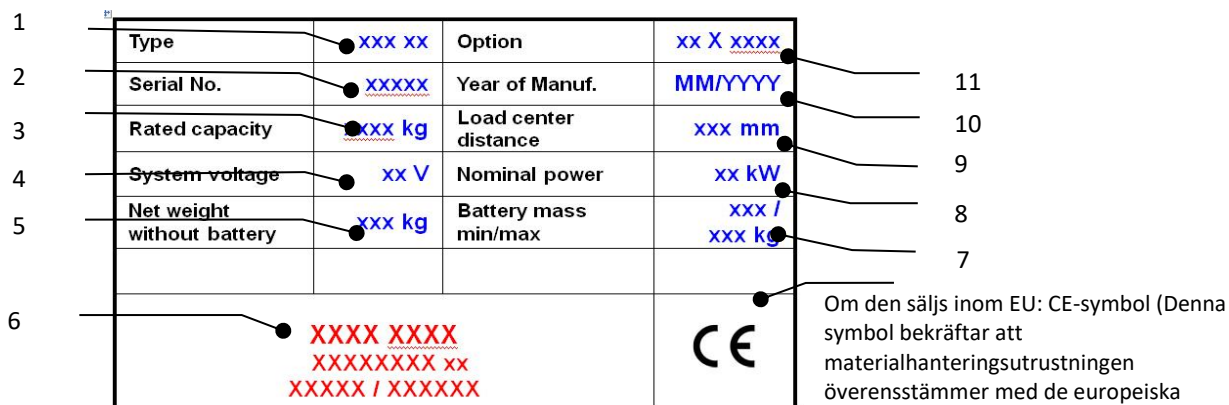 1
Type xxx xx Option xx X xxxx
11
2
Serial No. xxxxx Year of Manuf. MM/YYYY
10
3
Rated capacity xxxx kg Load center
distance xxx mm
9
4
System voltage xx V Nominal power xx kW
8
5
Net weight
without battery xxx kg Battery mass
min/max xxx /
xxx kg
7
6
XXXX XXXX
XXXXXXXX xx
XXXXX / XXXXXX
CE
Om den säljs inom EU: CE-symbol (Denna
symbol bekräftar att
materialhanteringsutrustningen
överensstämmer med de europeiska